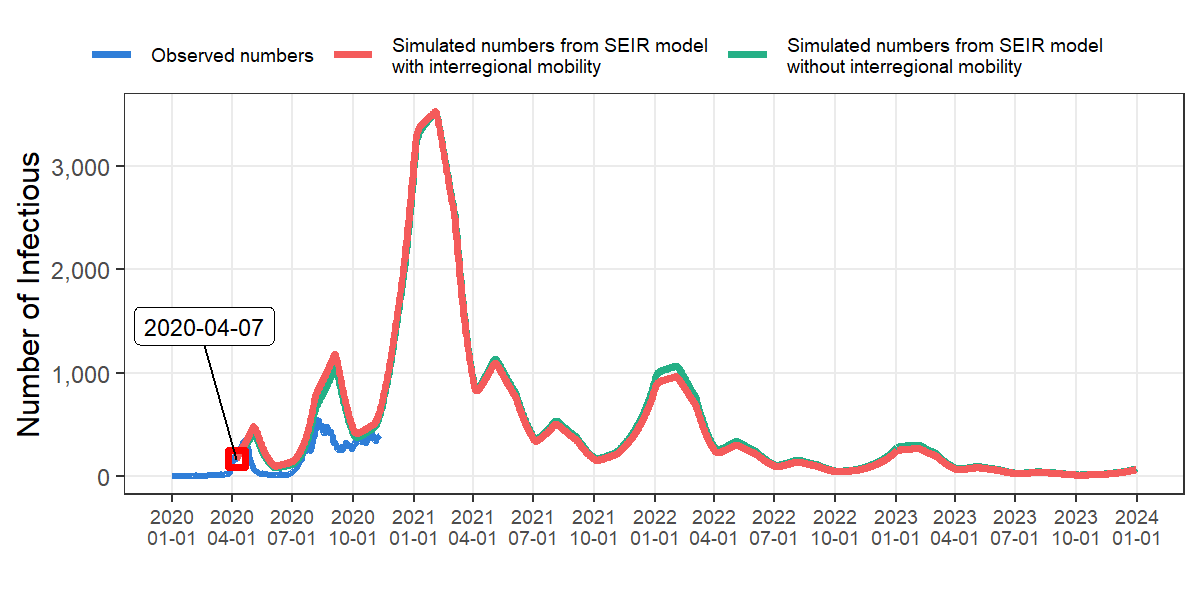 Observed numbers
Simulated numbers from SEIR model
with interregional mobility
Simulated numbers from SEIR model
without interregional mobility
Number of Infectious
3,000
2,000
1,000
0
2020-04-07
2020 2020 2020 2020 2021 2021 2021 2021 2022 2022 2022 2022 2023 2023 2023 2023 2024
01-01 04-01 07-01 10-01 01-01 04-01 07-01 10-01 01-01 04-01 07-01 10-01 01-01 04-01 07-01 10-01 01-01